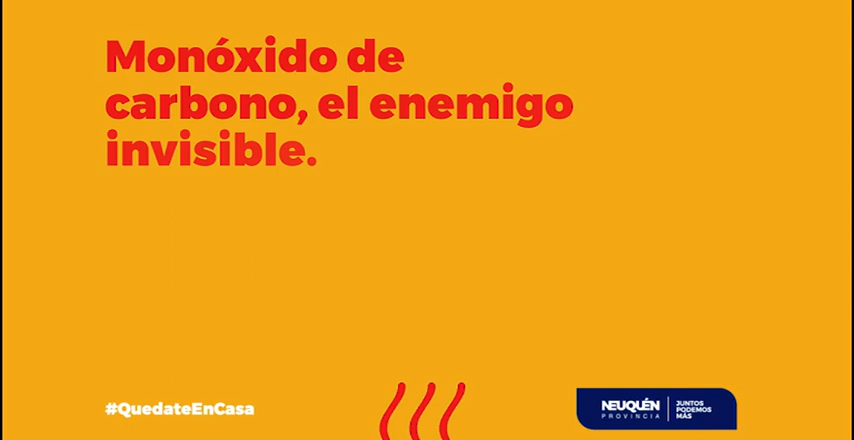 Monóxido de
carbono, el enemigo
invisible.
#QuedateEnCasa
NEUQUÉN
PROVINCIA
JUNTOS
PODEMOS
MÁS